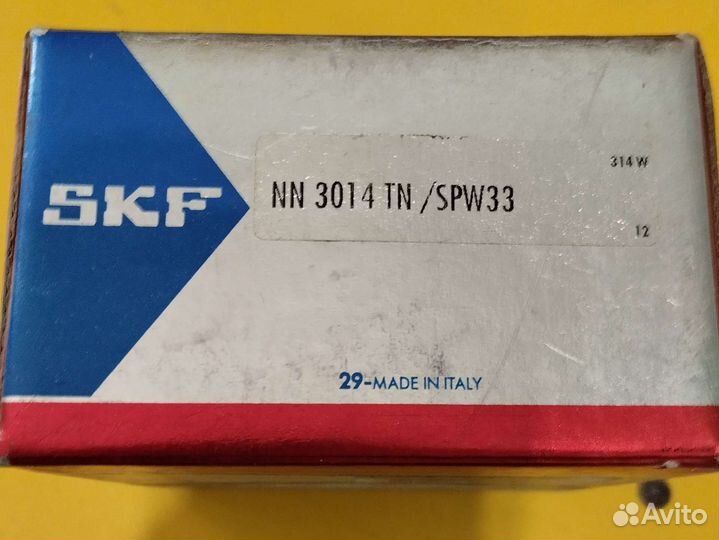 SKF
314 W
NN 3014 TN /SPW33
12
29-MADE IN ITALY
Avito